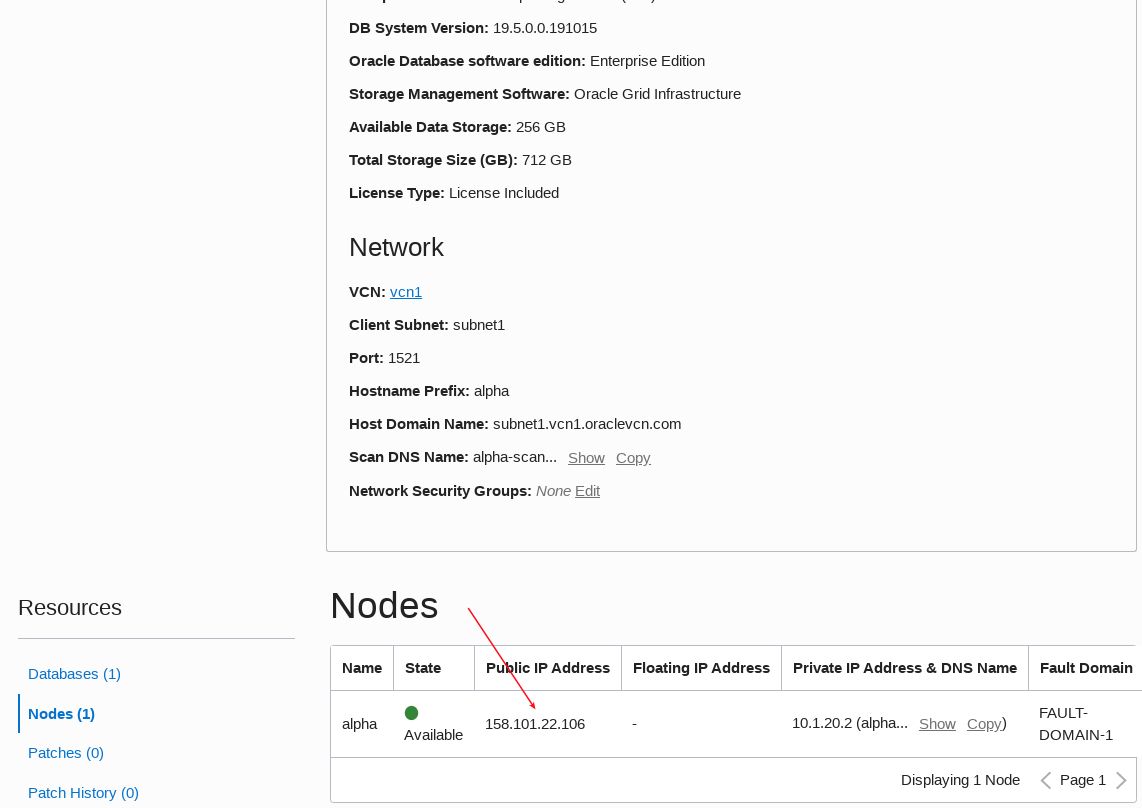 DB System Version: 19.5.0.0.191015
Oracle Database software edition: Enterprise Edition
Storage Management Software: Oracle Grid Infrastructure
Available Data Storage: 256 GB
Total Storage Size (GB): 712 GB
License Type: License Included
Network
VCN: vcn1
Client Subnet: subnet1
Port: 1521
Hostname Prefix: alpha
Host Domain Name: subnet1.vcn1.oraclevcn.com
Scan DNS Name: alpha-scan... Show Copy
Network Security Groups: None Edit
Resources
Databases (1)
Nodes (1)
Patches (0)
Patch History (0)
Nodes
Name State Public IP Address Floating IP Address Private IP Address & DNS Name Fault Domain
alpha Available 158.101.22.106 - 10.1.20.2 (alpha... Show Copy) FAULT-
DOMAIN-1
Displaying 1 Node Page 1